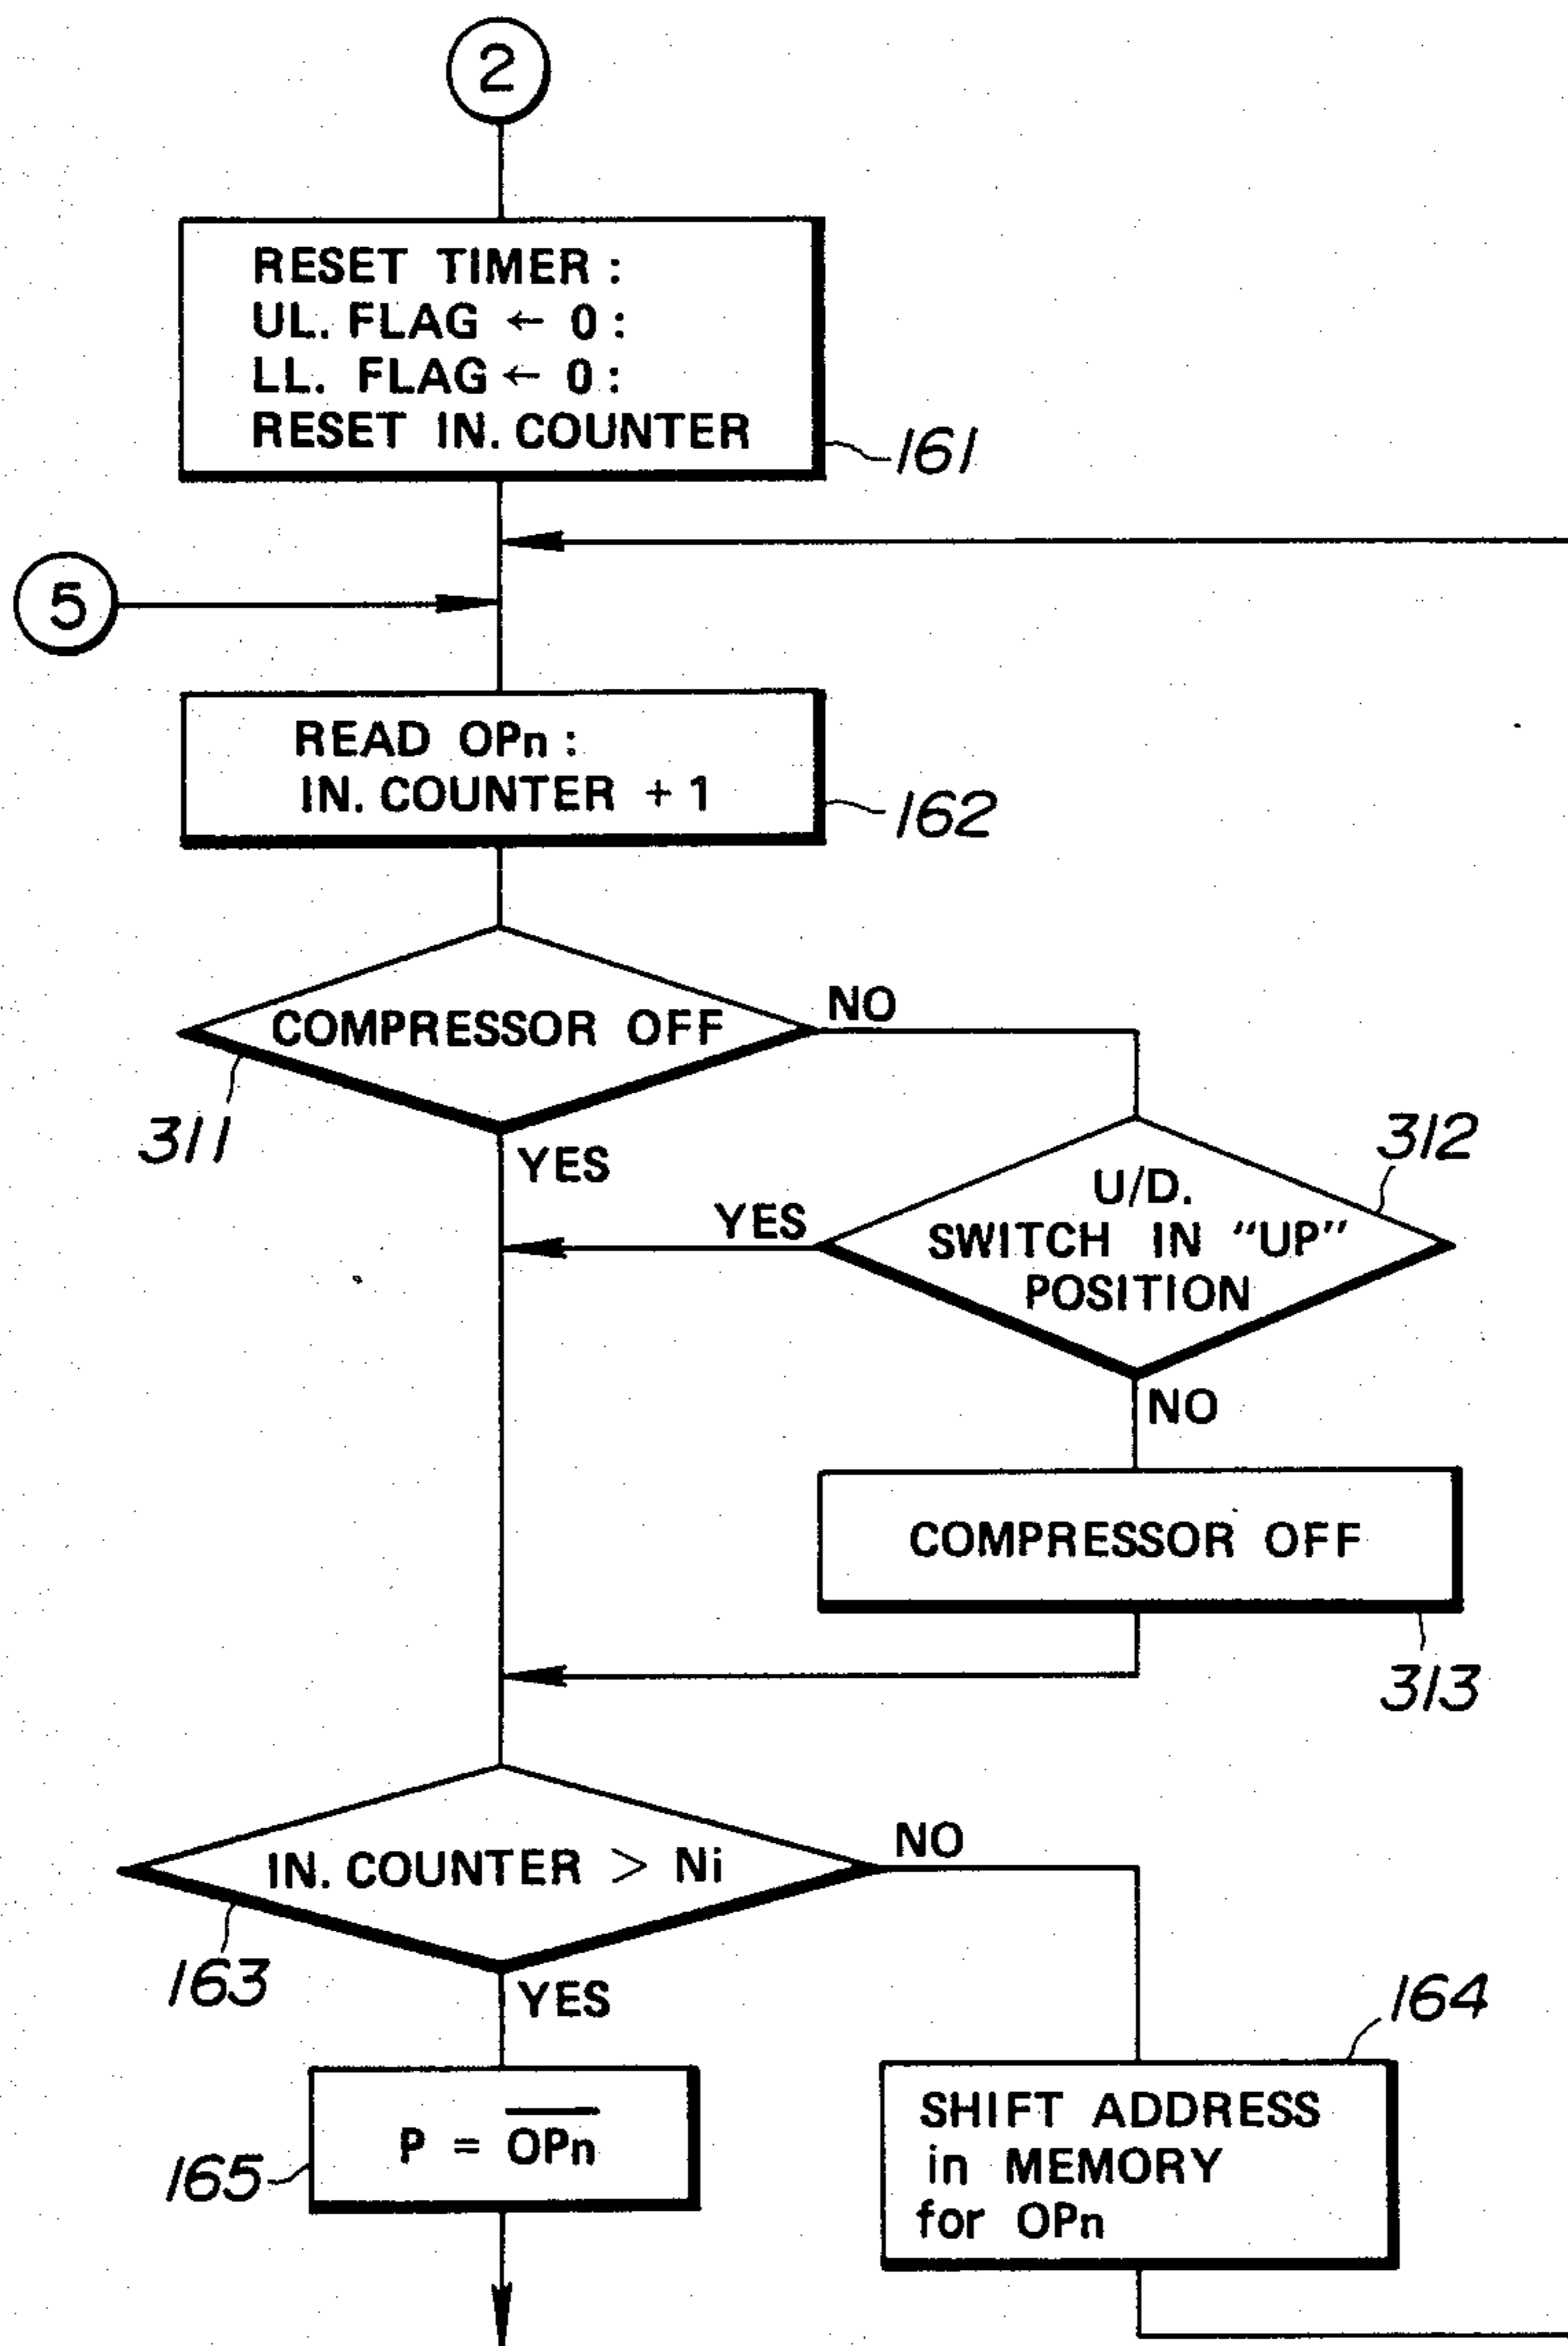 2
RESET TIMER :
UL. FLAG ← 0 :
LL. FLAG ← 0 :
RESET IN. COUNTER
161
5
READ OPn :
IN. COUNTER + 1
162
COMPRESSOR OFF
NO
311
YES
312
U/D.
SWITCH IN "UP"
POSITION
YES
NO
COMPRESSOR OFF
313
IN. COUNTER > Ni
NO
163
YES
164
P = O̅P̅n̅
165
SHIFT ADDRESS
in MEMORY
for OPn